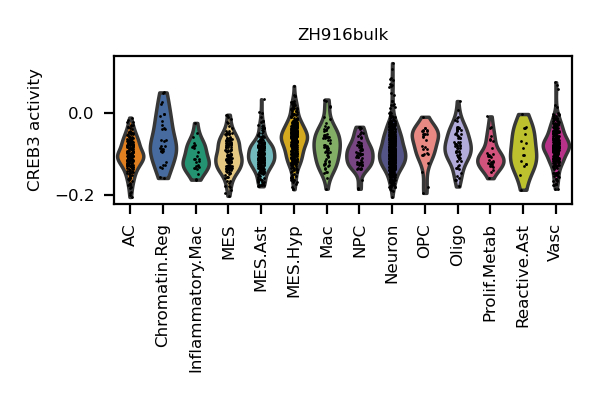 ZH916bulk
CREB3 activity
0.0
−0.2
AC
Chromatin.Reg
Inflammatory.Mac
MES
MES.Ast
MES.Hyp
Mac
NPC
Neuron
OPC
Oligo
Prolif.Metab
Reactive.Ast
Vasc